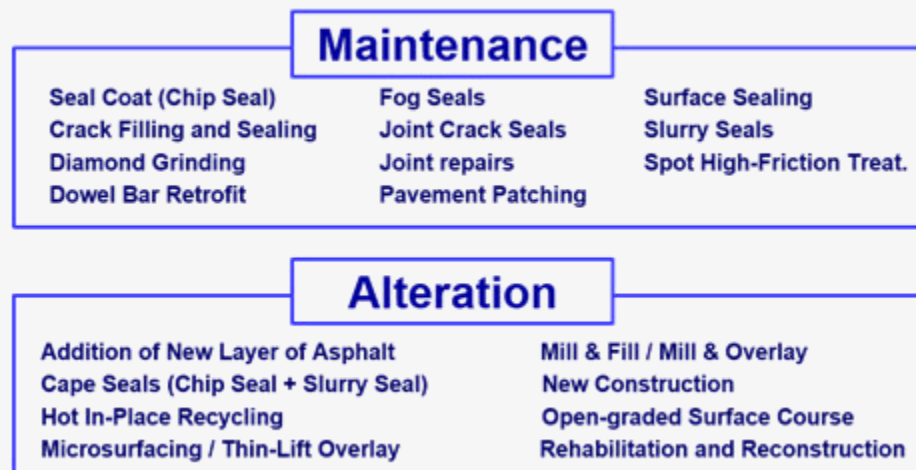 Maintenance
Seal Coat (Chip Seal)
Crack Filling and Sealing
Diamond Grinding
Dowel Bar Retrofit
Fog Seals
Joint Crack Seals
Joint repairs
Pavement Patching
Surface Sealing
Slurry Seals
Spot High-Friction Treat.
Alteration
Addition of New Layer of Asphalt
Cape Seals (Chip Seal + Slurry Seal)
Hot In-Place Recycling
Microsurfacing / Thin-Lift Overlay
Mill & Fill / Mill & Overlay
New Construction
Open-graded Surface Course
Rehabilitation and Reconstruction